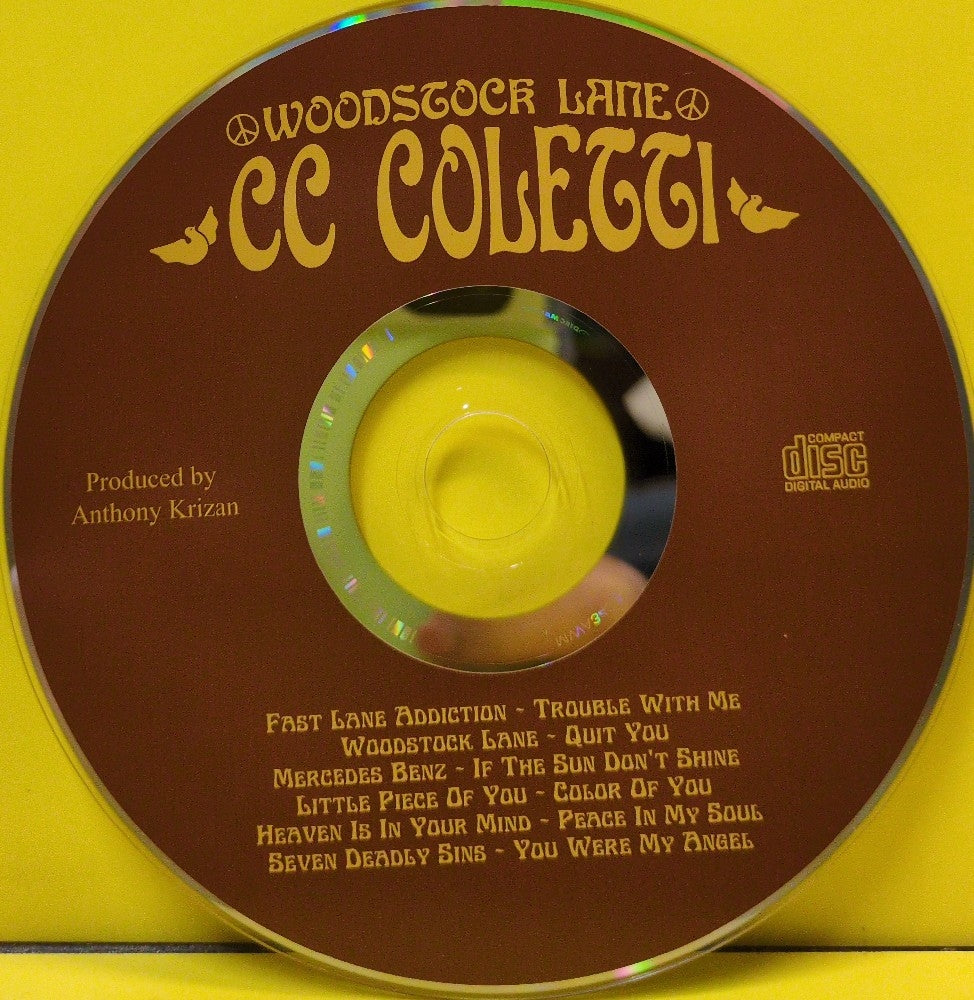 WOODSTOCK LANE
CC COLETTI
Produced by
Anthony Krizan
COMPACT
disc
DIGITAL AUDIO
FAST LANE ADDICTION ~ TROUBLE WITH ME
WOODSTOCK LANE ~ QUIT YOU
MERCEDES BENZ ~ IF THE SUN DON'T SHINE
LITTLE PIECE OF YOU ~ COLOR OF YOU
HEAVEN IS IN YOUR MIND ~ PEACE IN MY SOUL
SEVEN DEADLY SINS ~ YOU WERE MY ANGEL